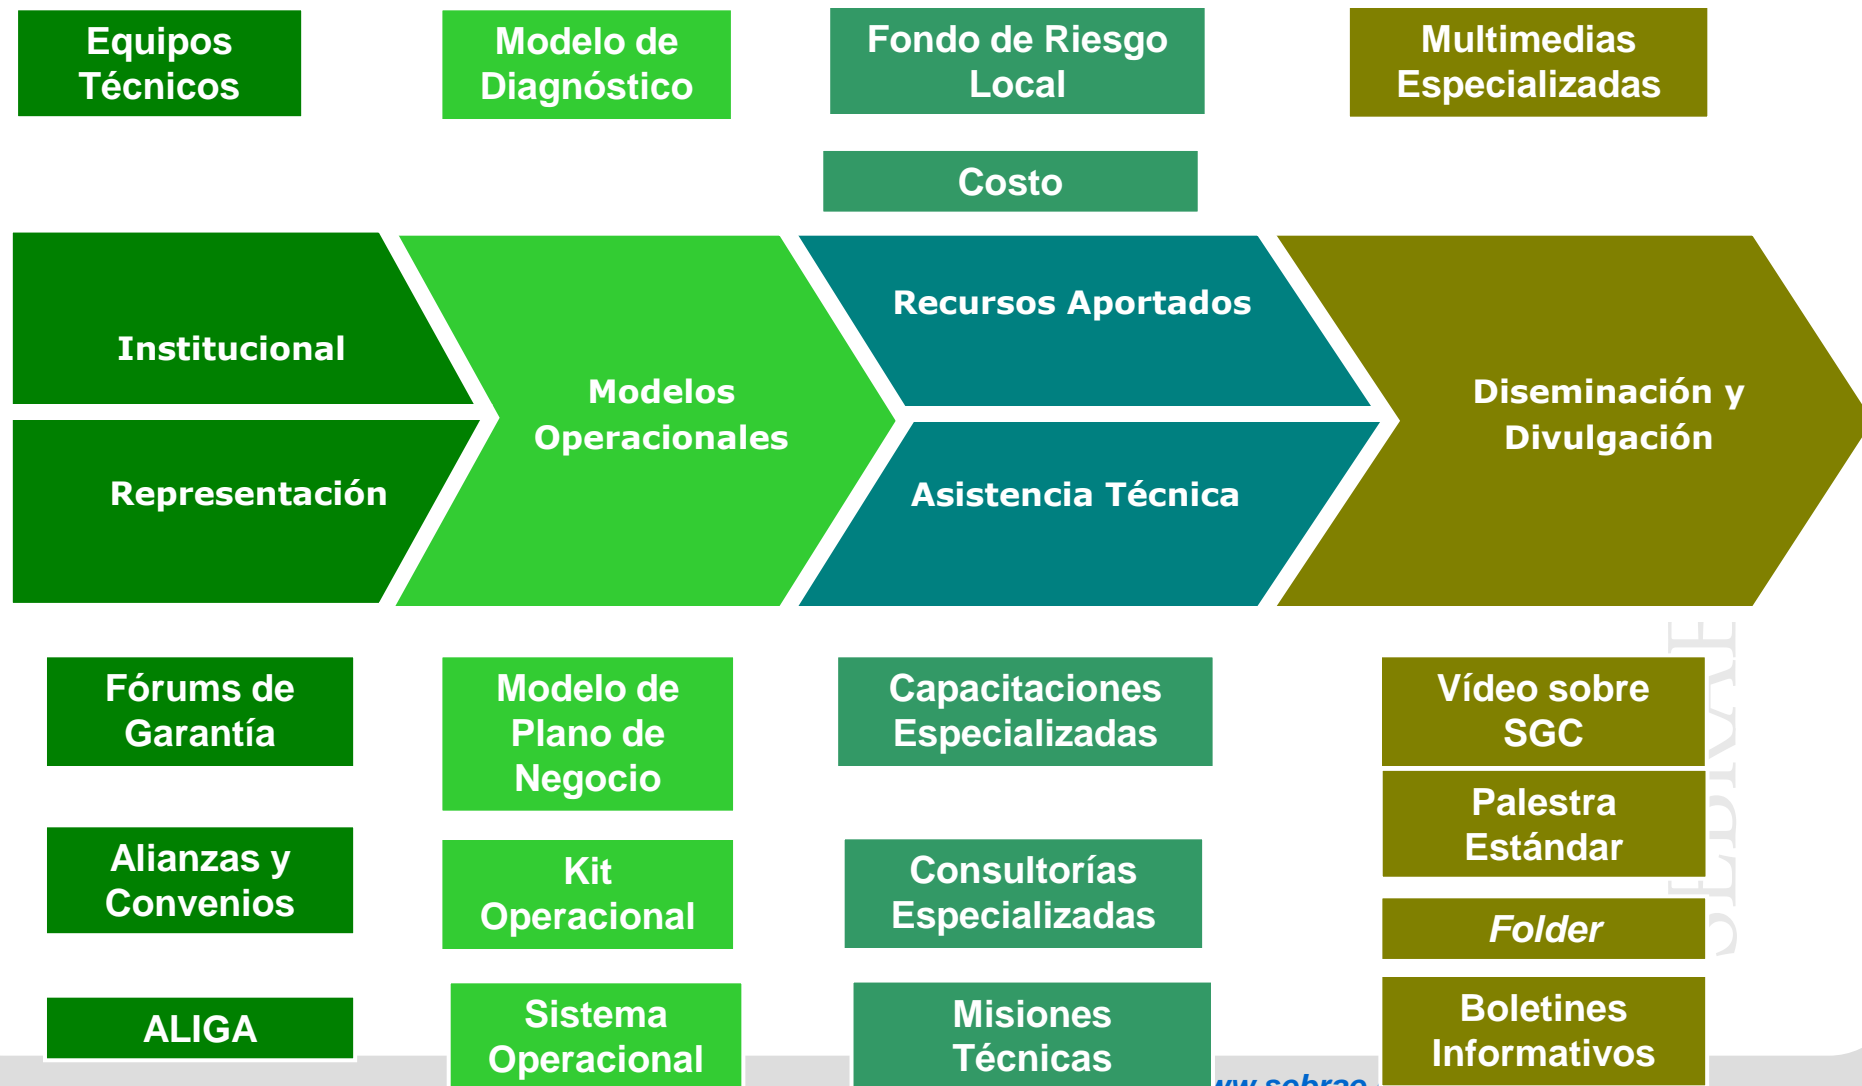 Equipos
Técnicos
Modelo de
Diagnóstico
Fondo de Riesgo
Local
Multimedias
Especializadas
Costo
Institucional
Representación
Modelos
Operacionales
Recursos Aportados
Asistencia Técnica
Diseminación y
Divulgación
Fórums de
Garantía
Modelo de
Plano de
Negocio
Capacitaciones
Especializadas
Vídeo sobre
SGC
Palestra
Estándar
Alianzas y
Convenios
Kit
Operacional
Consultorías
Especializadas
Folder
ALIGA
Sistema
Operacional
Misiones
Técnicas
Boletines
Informativos
SEBRAE